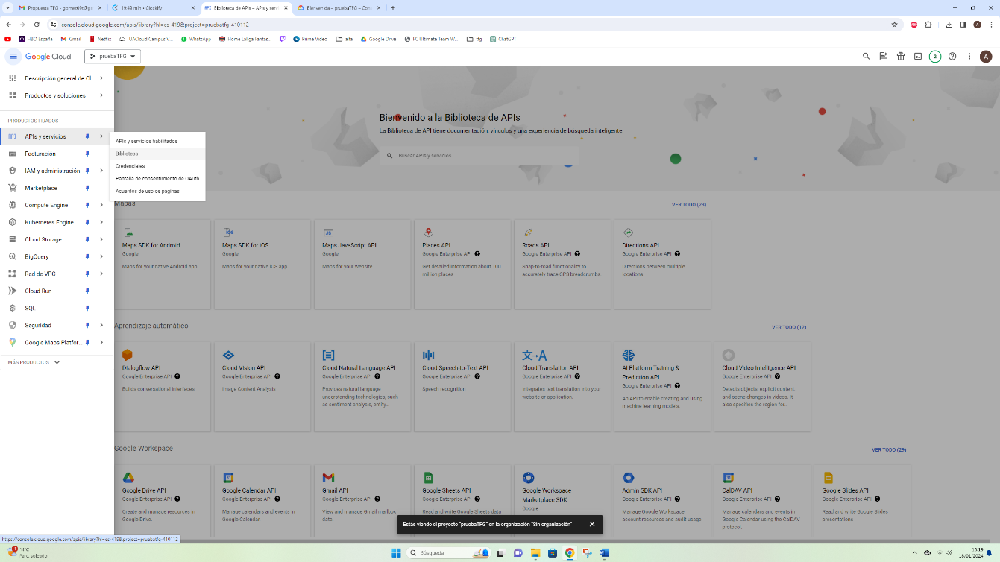 Propuesta TFG - gomez09t@gm
19:49 min • Clockify
Biblioteca de APIs – APIs y servi
Bienvenida – pruebaTFG – Cons
console.cloud.google.com/apis/library?hl=es-419&project=pruebatfg-410112
HBO España
Gmail
Netflix
UACloud Campus V...
WhatsApp
Home LaLiga Fantas...
Prime Video
alfa
Google Drive
FC Ultimate Team W...
tfg
ChatGPT
Google Cloud
pruebaTFG
2
A
Descripción general de Cl...
Productos y soluciones
PRODUCTOS FIJADOS
APIs y servicios
Facturación
IAM y administración
Marketplace
Compute Engine
Kubernetes Engine
Cloud Storage
BigQuery
Red de VPC
Cloud Run
SQL
Seguridad
Google Maps Platfor...
MÁS PRODUCTOS
APIs y servicios habilitados
Biblioteca
Credenciales
Pantalla de consentimiento de OAuth
Acuerdos de uso de páginas
Bienvenido a la Biblioteca de APIs
La Biblioteca de API tiene documentación, vínculos y una experiencia de búsqueda inteligente.
Buscar APIs y servicios
Mapas
VER TODO (23)
Maps SDK for Android
Google
Maps for your native Android app.
Maps SDK for iOS
Google
Maps for your native iOS app.
Maps JavaScript API
Google
Maps for your website
Places API
Google Enterprise API
Get detailed information about 100
million places
Roads API
Google Enterprise API
Snap-to-road functionality to
accurately trace GPS breadcrumbs
Directions API
Google Enterprise API
Directions between multiple
locations.
Aprendizaje automático
VER TODO (12)
Dialogflow API
Google Enterprise API
Builds conversational interfaces
Cloud Vision API
Google Enterprise API
Image Content Analysis
Cloud Natural Language API
Google Enterprise API
Provides natural language
understanding technologies, such
as sentiment analysis, entity...
Cloud Speech-to-Text API
Google Enterprise API
Speech recognition
Cloud Translation API
Google Enterprise API
Integrates text translation into your
website or application.
AI Platform Training &
Prediction API
Google Enterprise API
An API to enable creating and using
machine learning models.
Cloud Video Intelligence API
Google Enterprise API
Detects objects, explicit content,
and scene changes in videos. It
also specifies the region for...
Google Workspace
VER TODO (29)
Google Drive API
Google Enterprise API
Create and manage resources in
Google Drive.
Google Calendar API
Google Enterprise API
Manage calendars and events in
Google Calendar.
Gmail API
Google Enterprise API
View and manage Gmail mailbox
data.
Google Sheets API
Google Enterprise API
Read and write Google Sheets data
Google Workspace
Marketplace SDK
Google
Admin SDK API
Google Enterprise API
Manage Google Workspace
account resources and audit usage.
CalDAV API
Google Enterprise API
Manage calendars and events in
Google Calendar using the CalDAV
protocol.
Google Slides API
Google Enterprise API
Read and write Google Slides
presentations
Estás viendo el proyecto "pruebaTFG" en la organización "Sin organización"
https://console.cloud.google.com/apis/library?hl=es-419&project=pruebatfg-410112
1
14°C
Parc. soleado
Búsqueda
10:19
18/01/2024